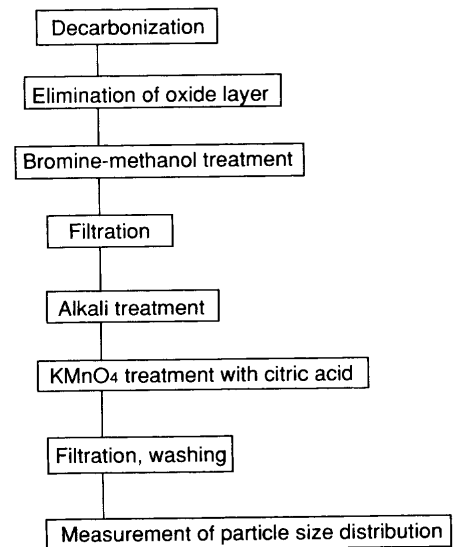 Decarbonization
Elimination of oxide layer
Bromine-methanol treatment
Filtration
Alkali treatment
KMnO4 treatment with citric acid
Filtration, washing
Measurement of particle size distribution